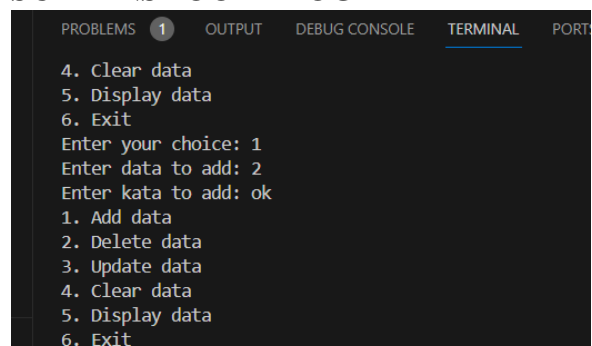 PROBLEMS 1 OUTPUT DEBUG CONSOLE TERMINAL PORTS
4. Clear data
5. Display data
6. Exit
Enter your choice: 1
Enter data to add: 2
Enter kata to add: ok
1. Add data
2. Delete data
3. Update data
4. Clear data
5. Display data
6. Exit